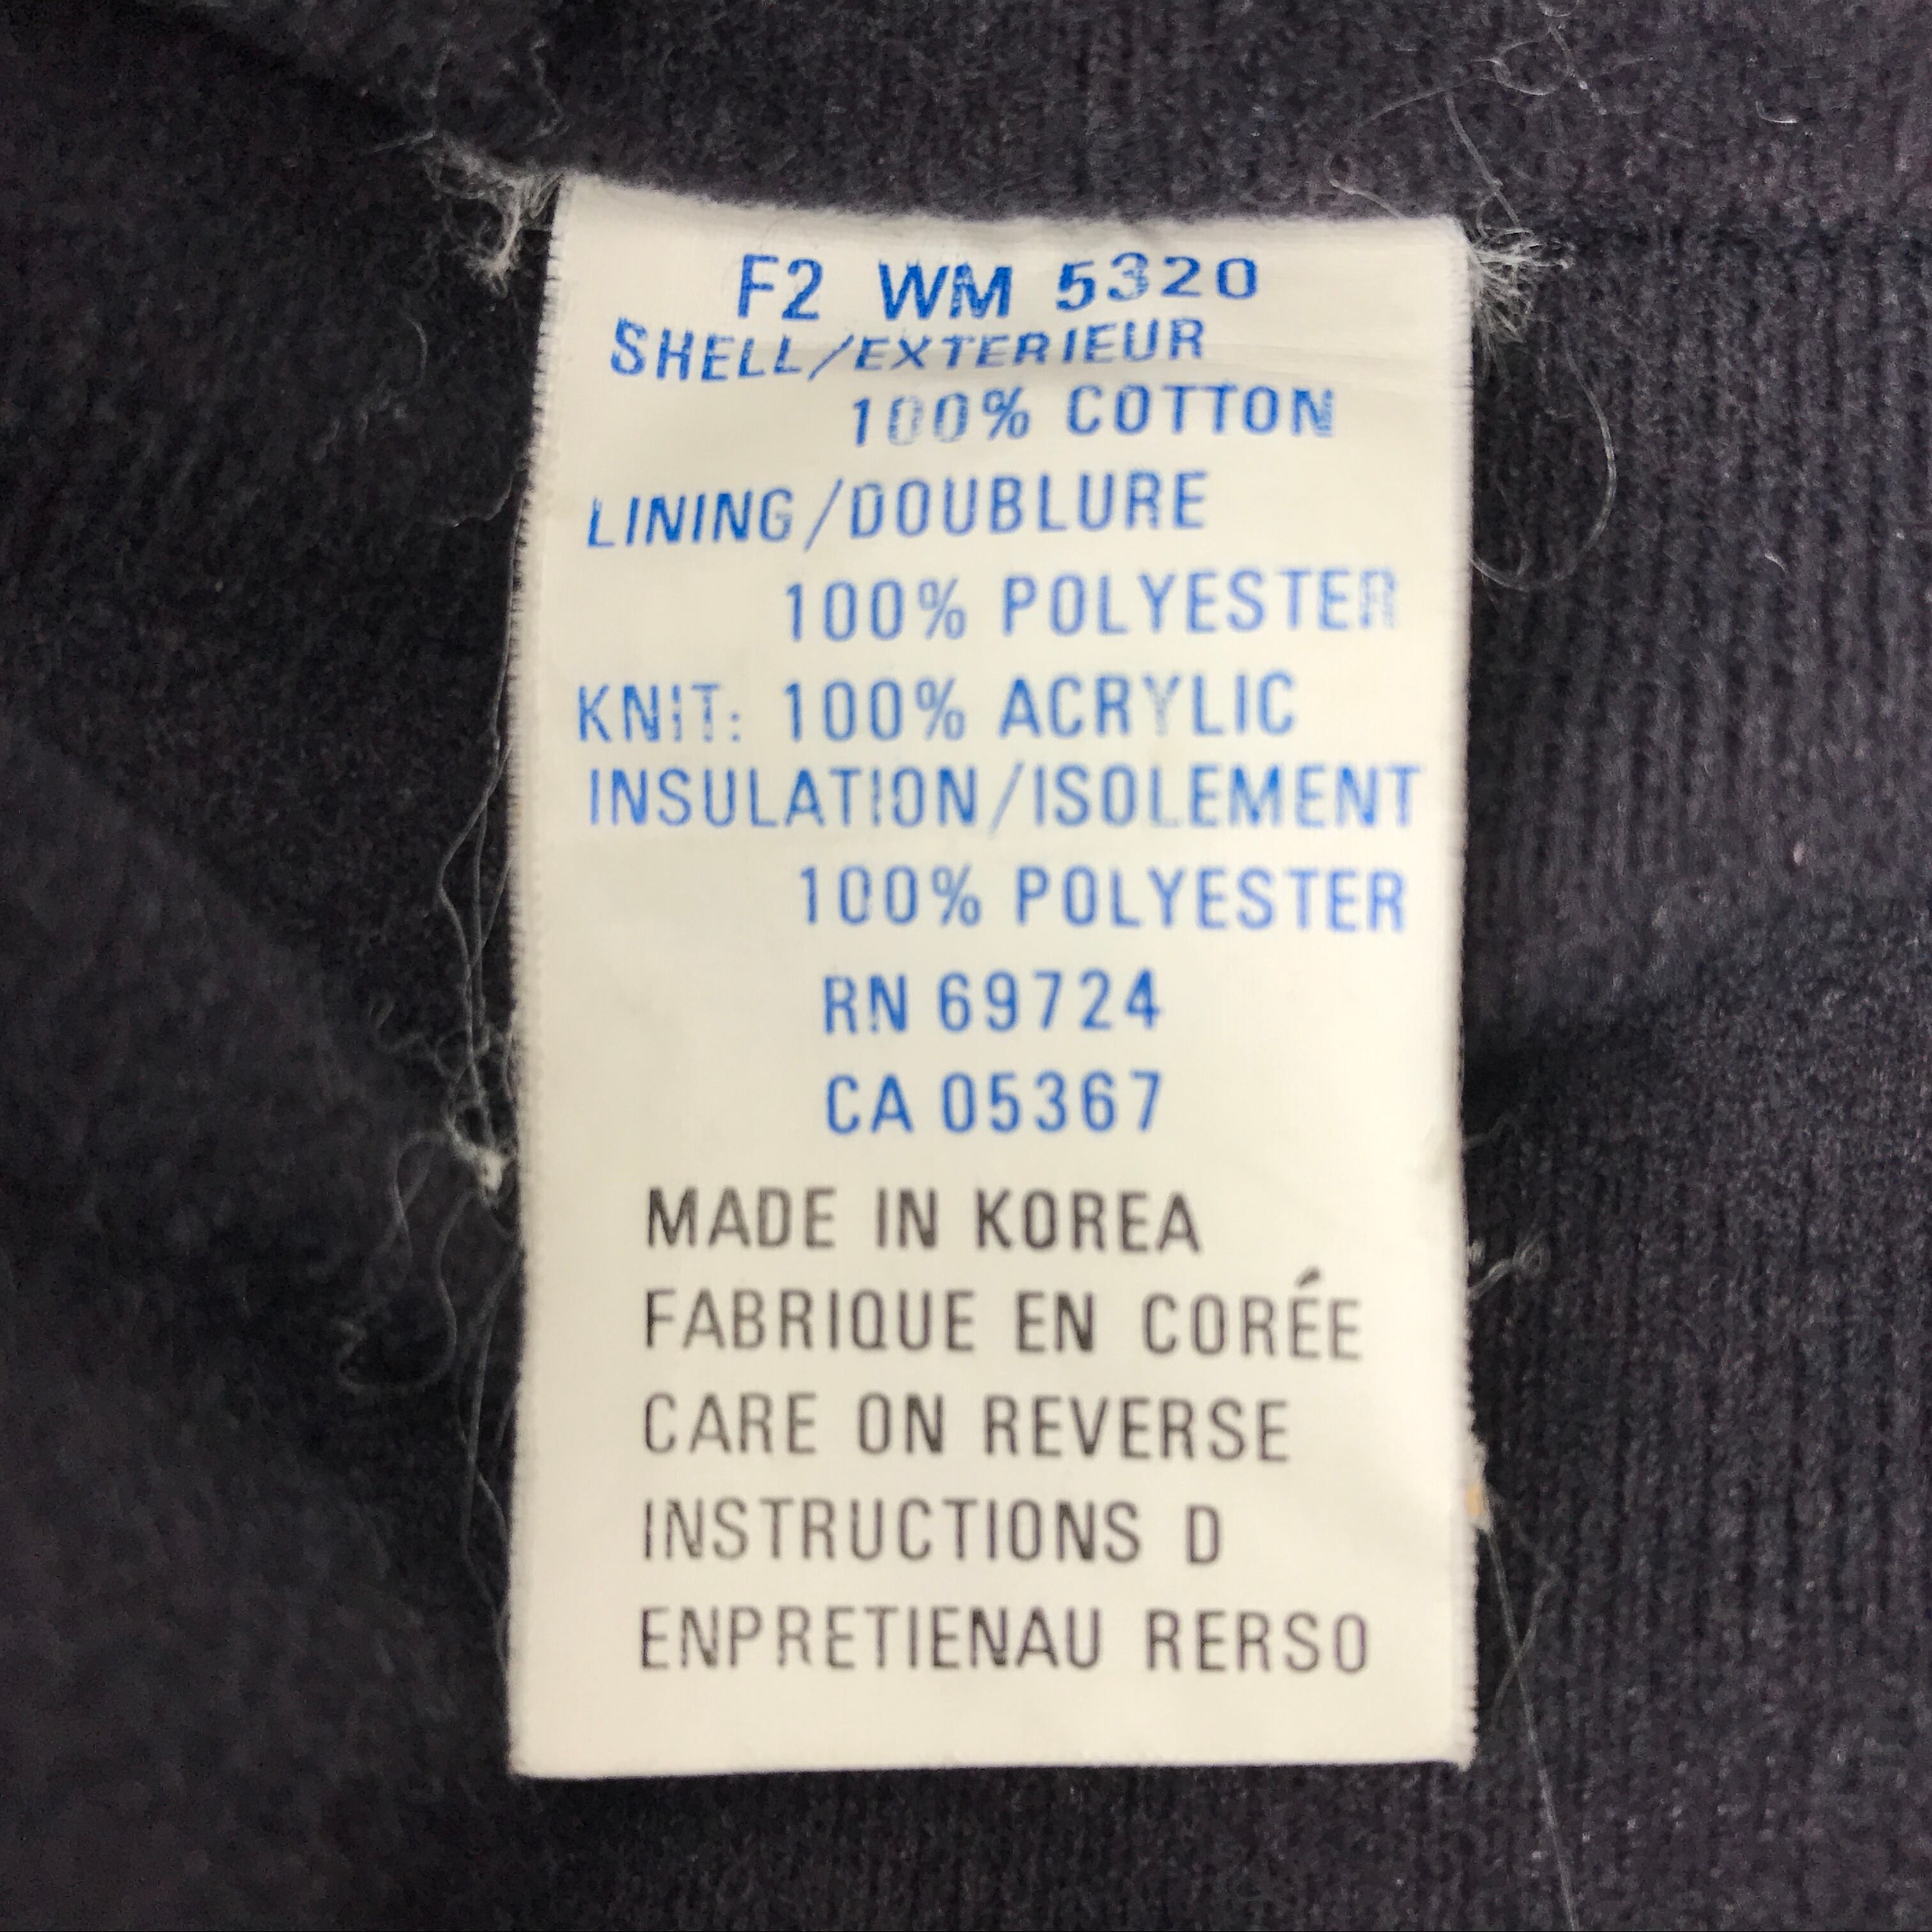 F2 WM 5320
SHELL/EXTERIEUR
100% COTTON
LINING/DOUBLURE
100% POLYESTER
KNIT: 100% ACRYLIC
INSULATION/ISOLEMENT
100% POLYESTER
RN 69724
CA 05367
MADE IN KOREA
FABRIQUE EN CORÉE
CARE ON REVERSE
INSTRUCTIONS D
ENPRETIENAU RERSO